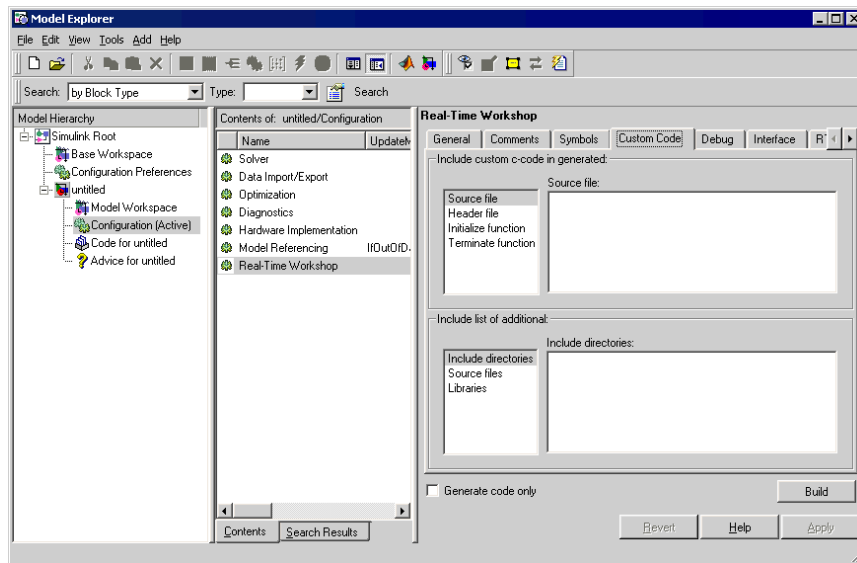 Model Explorer
File Edit View Tools Add Help
Search: by Block Type Type: Search
Model Hierarchy
Simulink Root
Base Workspace
Configuration Preferences
untitled
Model Workspace
Configuration (Active)
Code for untitled
Advice for untitled
Contents of: untitled/Configuration
Name
Solver
Data Import/Export
Optimization
Diagnostics
Hardware Implementation
Model Referencing IfOutOfD
Real-Time Workshop
Contents Search Results
Real-Time Workshop
General Comments Symbols Custom Code Debug Interface
Include custom c-code in generated:
Source file:
Source file
Header file
Initialize function
Terminate function
Include list of additional:
Include directories:
Include directories
Source files
Libraries
Generate code only
Build
Revert Help Apply